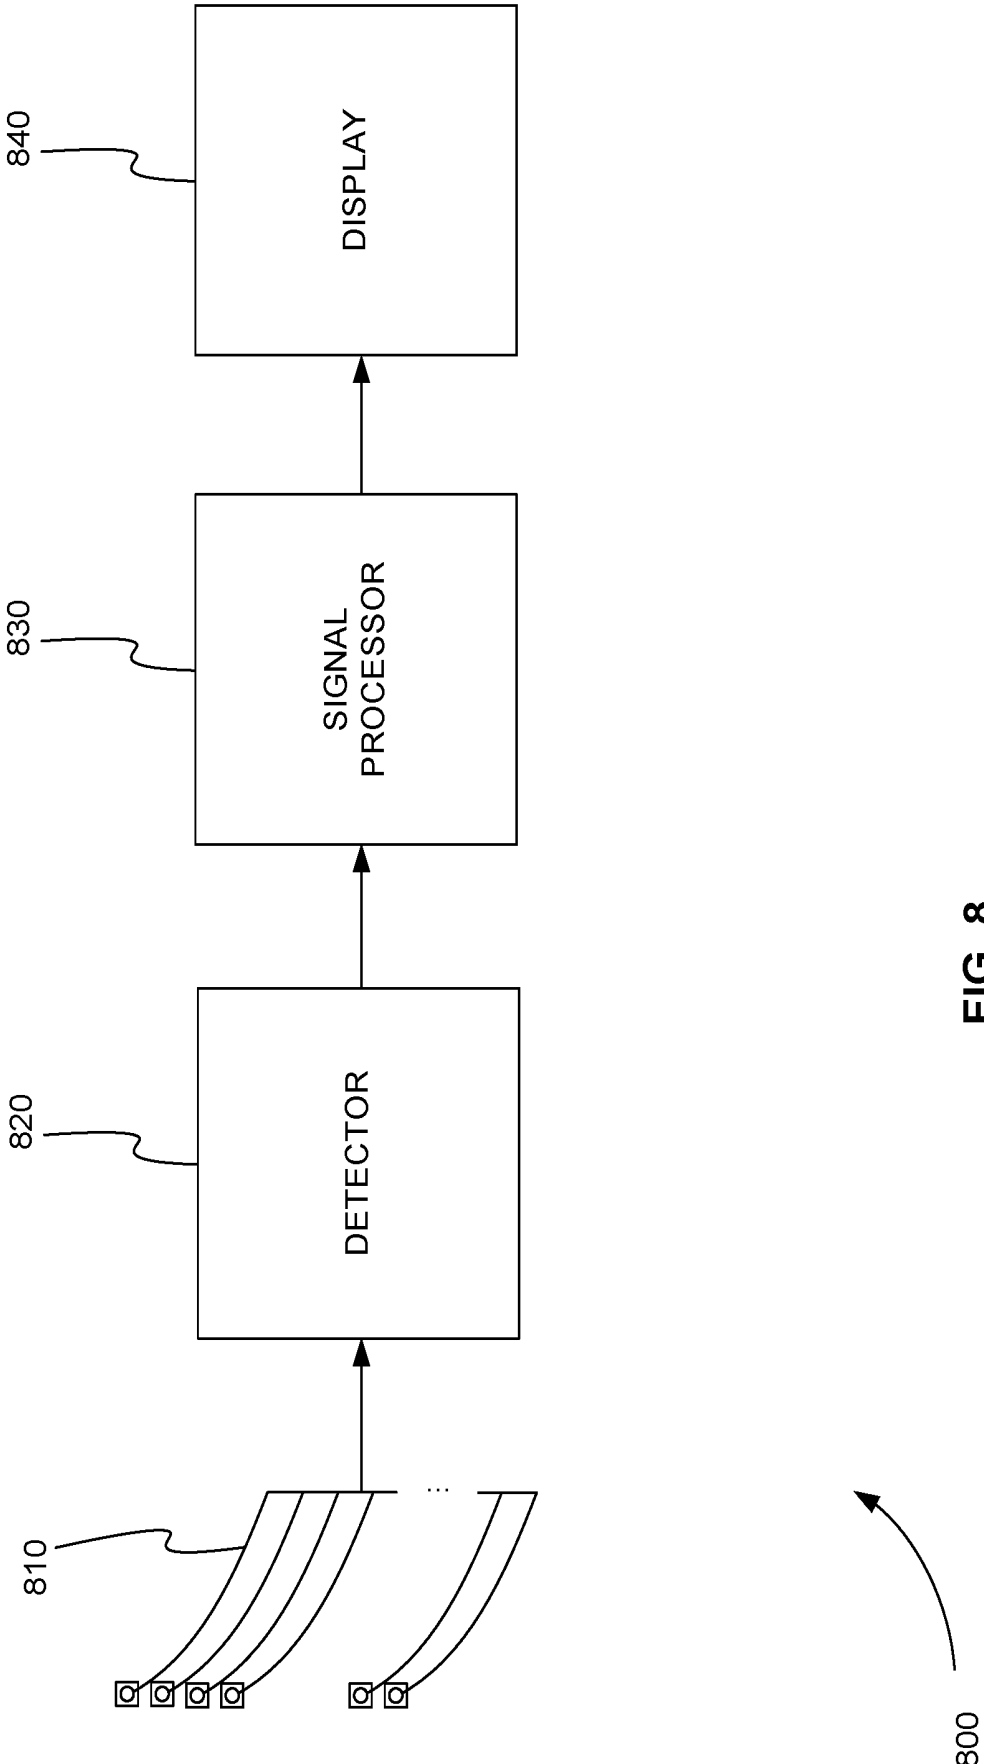 810
820
830
840
DETECTOR
SIGNAL
PROCESSOR
DISPLAY
...
800
FIG. 8